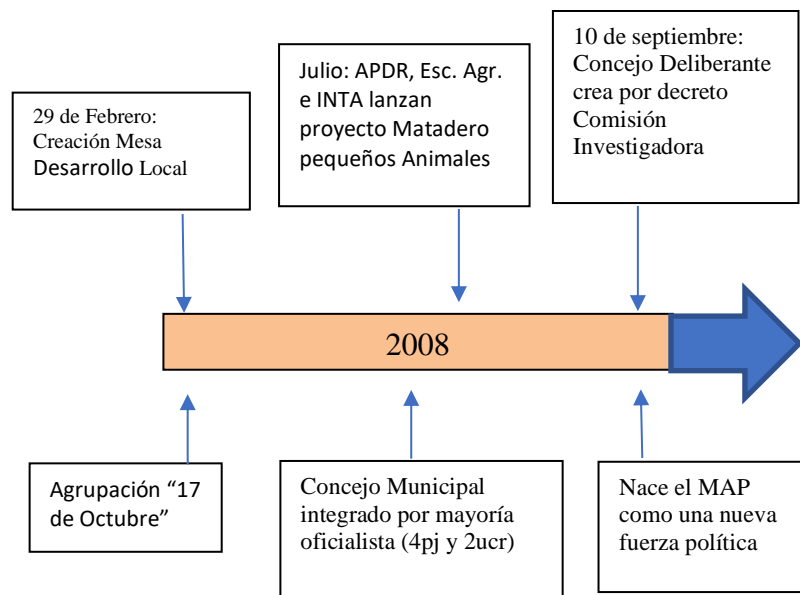 29 de Febrero:
Creación Mesa
Desarrollo Local
Julio: APDR, Esc. Agr.
e INTA lanzan
proyecto Matadero
pequeños Animales
10 de septiembre:
Concejo Deliberante
crea por decreto
Comisión
Investigadora
2008
Agrupación “17
de Octubre”
Concejo Municipal
integrado por mayoría
oficialista (4pj y 2ucr)
Nace el MAP
como una nueva
fuerza política